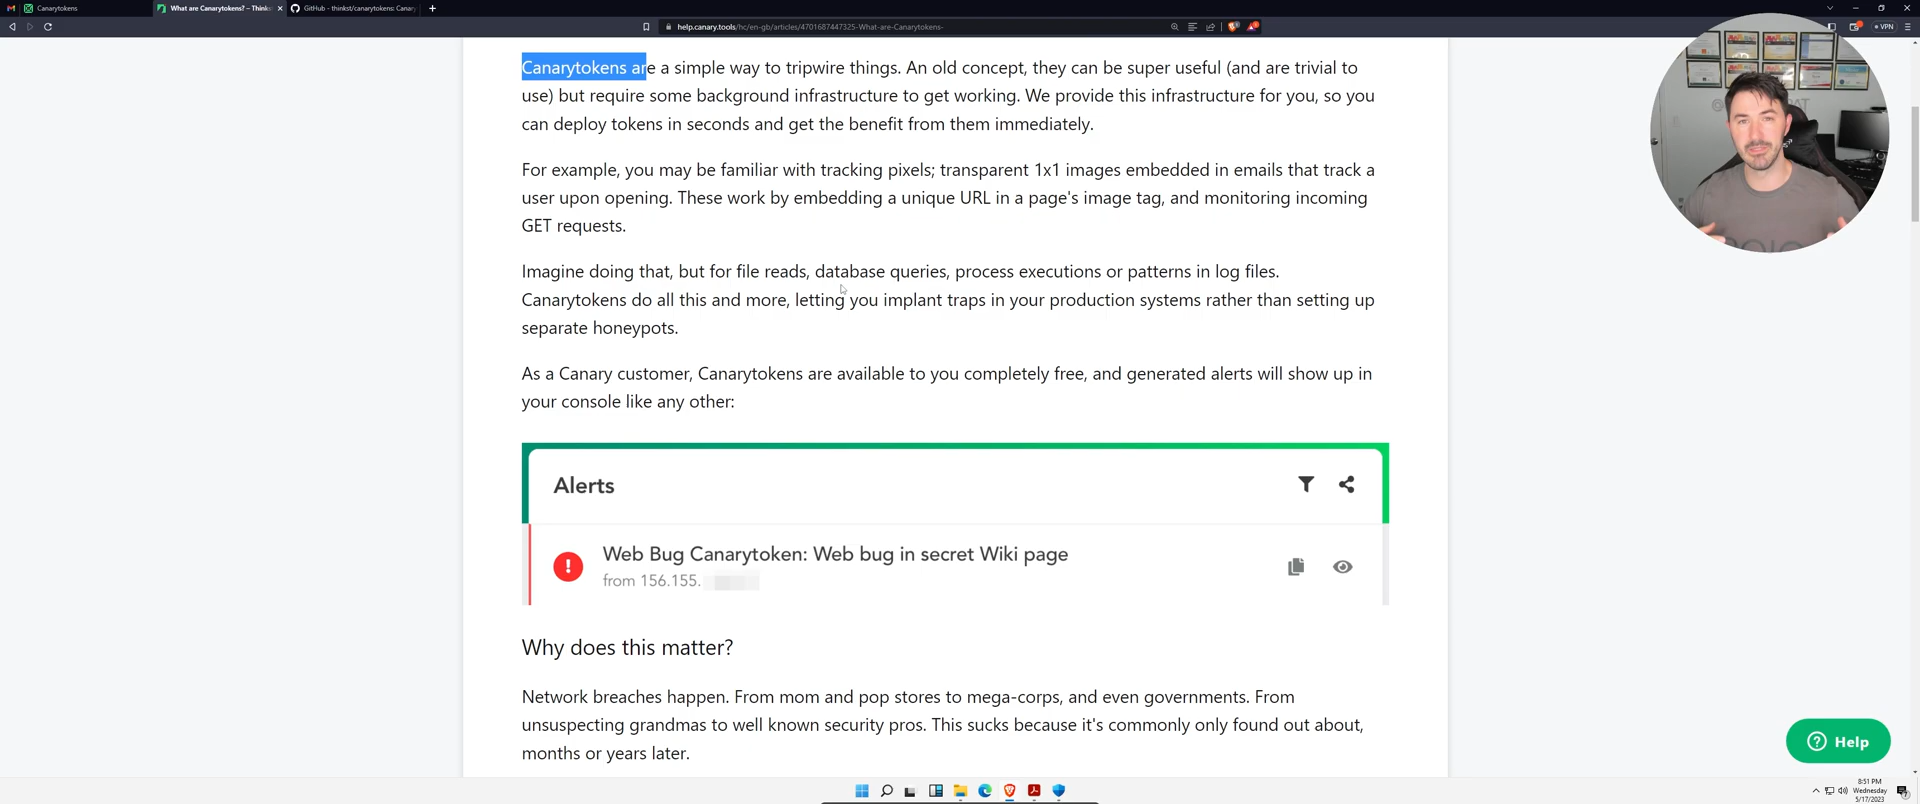 Canarytokens
What are Canarytokens? – Thinks
GitHub - thinkst/canarytokens: Canary
help.canary.tools/hc/en-gb/articles/4701687447325-What-are-Canarytokens-
VPN
Canarytokens are a simple way to tripwire things. An old concept, they can be super useful (and are trivial to
use) but require some background infrastructure to get working. We provide this infrastructure for you, so you
can deploy tokens in seconds and get the benefit from them immediately.
For example, you may be familiar with tracking pixels; transparent 1x1 images embedded in emails that track a
user upon opening. These work by embedding a unique URL in a page's image tag, and monitoring incoming
GET requests.
Imagine doing that, but for file reads, database queries, process executions or patterns in log files.
Canarytokens do all this and more, letting you implant traps in your production systems rather than setting up
separate honeypots.
As a Canary customer, Canarytokens are available to you completely free, and generated alerts will show up in
your console like any other:
Alerts
Web Bug Canarytoken: Web bug in secret Wiki page
from 156.155.
Why does this matter?
Network breaches happen. From mom and pop stores to mega-corps, and even governments. From
unsuspecting grandmas to well known security pros. This sucks because it's commonly only found out about,
months or years later.
Help
8:51 PM
Wednesday
5/17/2023